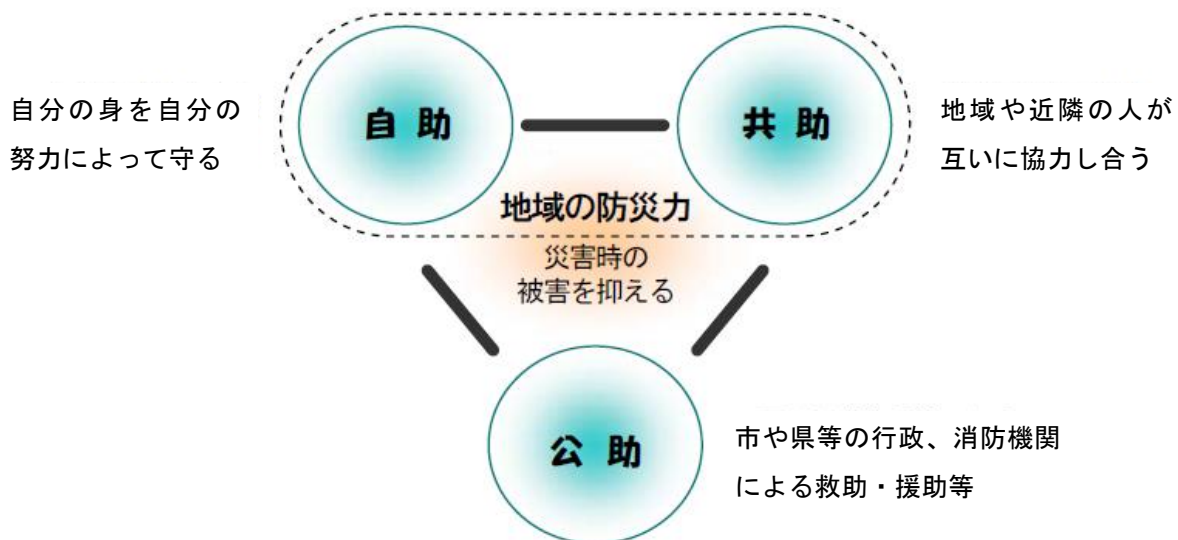 自助
共助
自分の身を自分の
努力によって守る
地域や近隣の人が
互いに協力し合う
地域の防災力
災害時の
被害を抑える
公助
市や県等の行政、消防機関
による救助・援助等